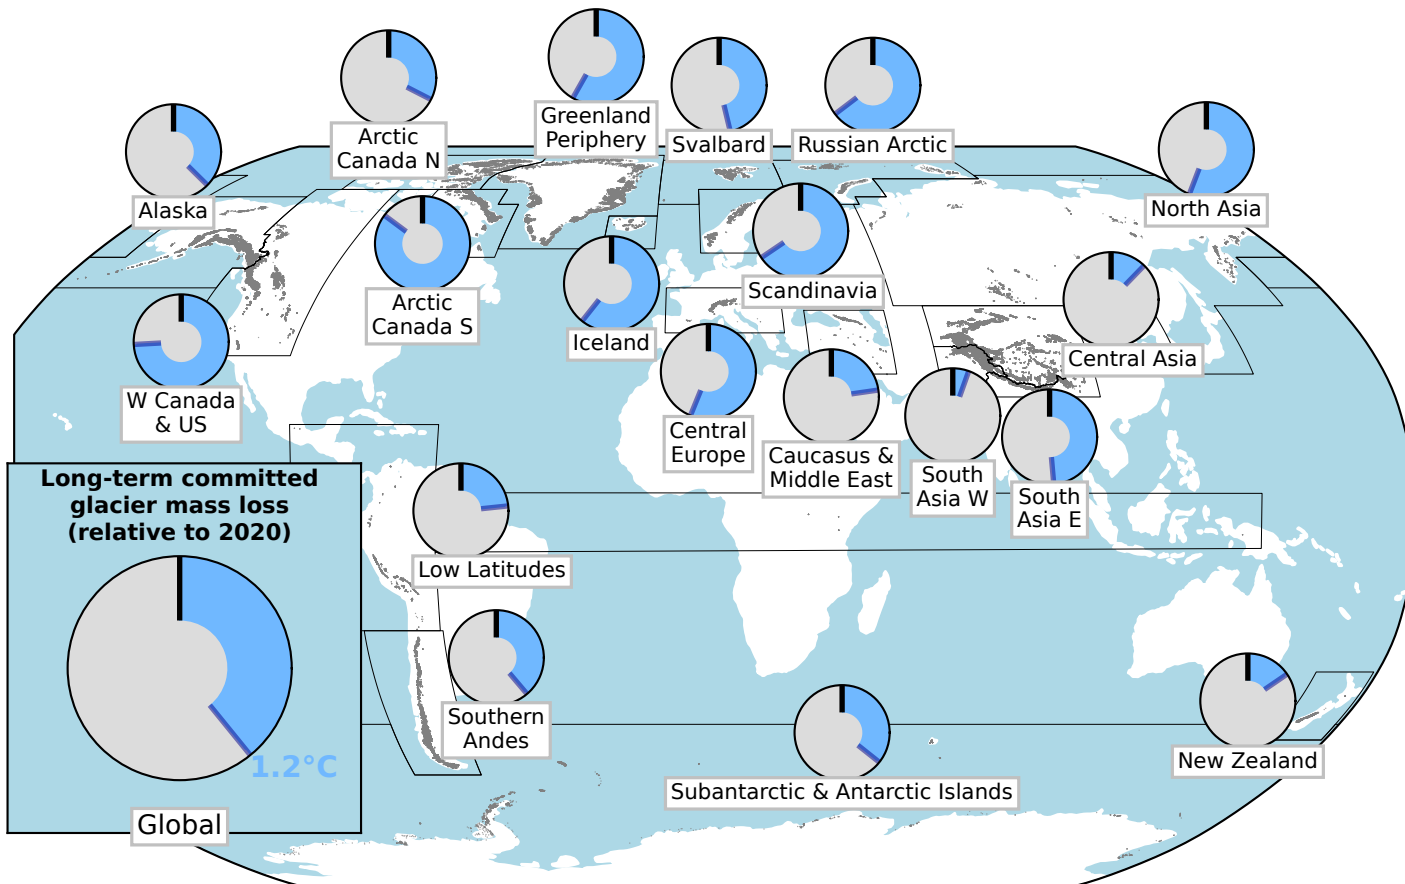 Greenland
Periphery
Arctic
Canada N
Svalbard
Russian Arctic
Alaska
North Asia
Scandinavia
Arctic
Canada S
Iceland
Central Asia
W Canada
& US
Central
Europe
Caucasus &
Middle East
South
Asia W
South
Asia E
Long-term committed
glacier mass loss
(relative to 2020)
1.2°C
Global
Low Latitudes
Southern
Andes
New Zealand
Subantarctic & Antarctic Islands